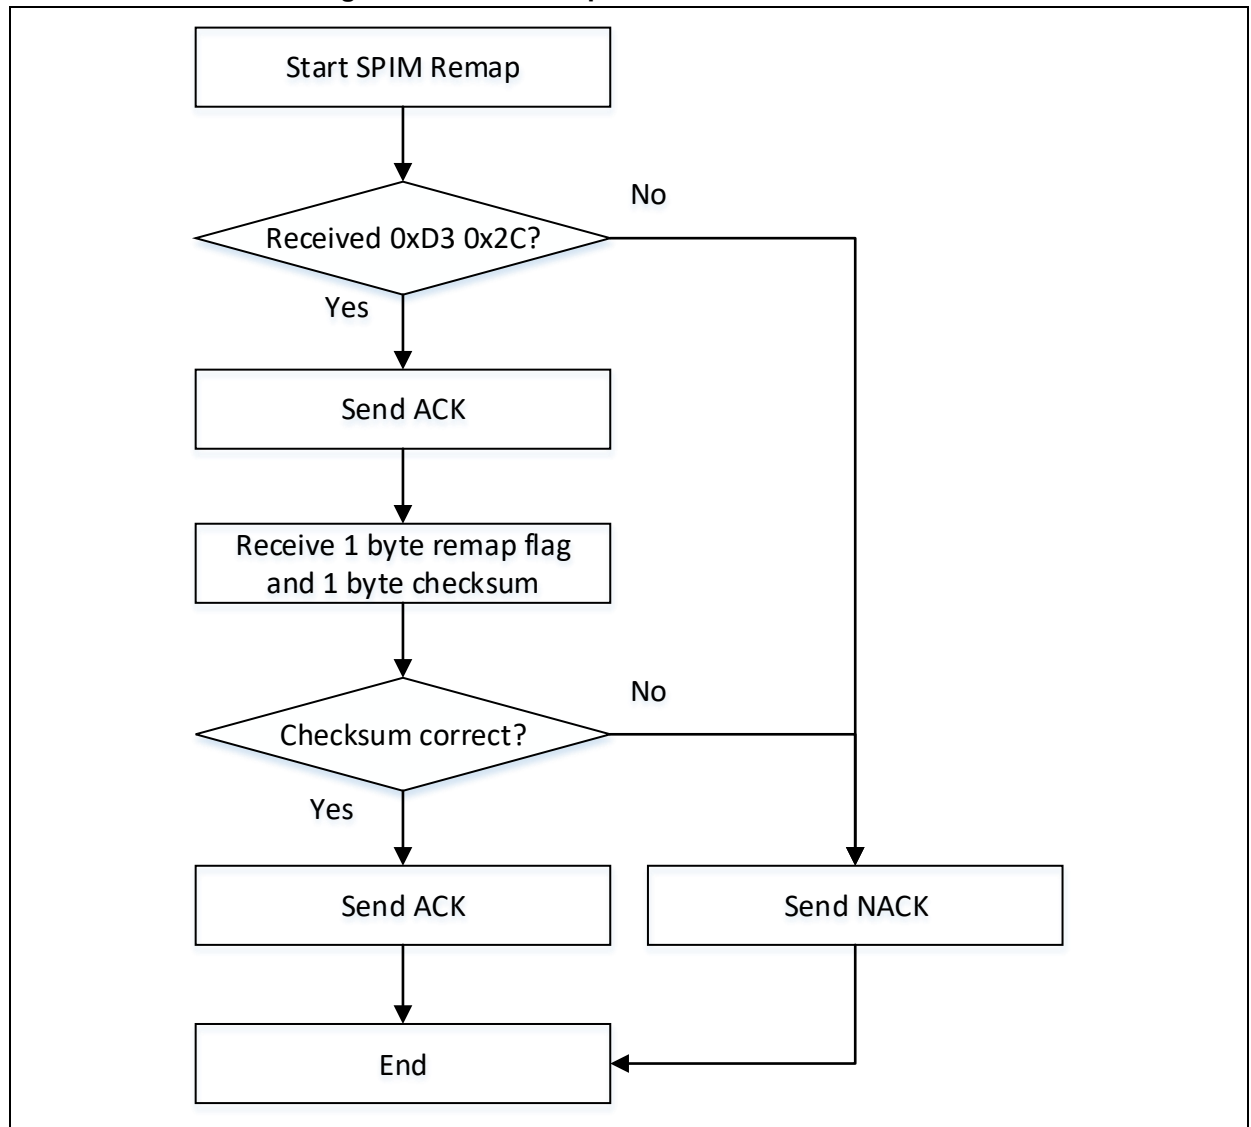 Start SPIM Remap
No
Received 0xD3 0x2C?
Yes
Send ACK
Receive 1 byte remap flag
and 1 byte checksum
No
Checksum correct?
Yes
Send ACK
Send NACK
End